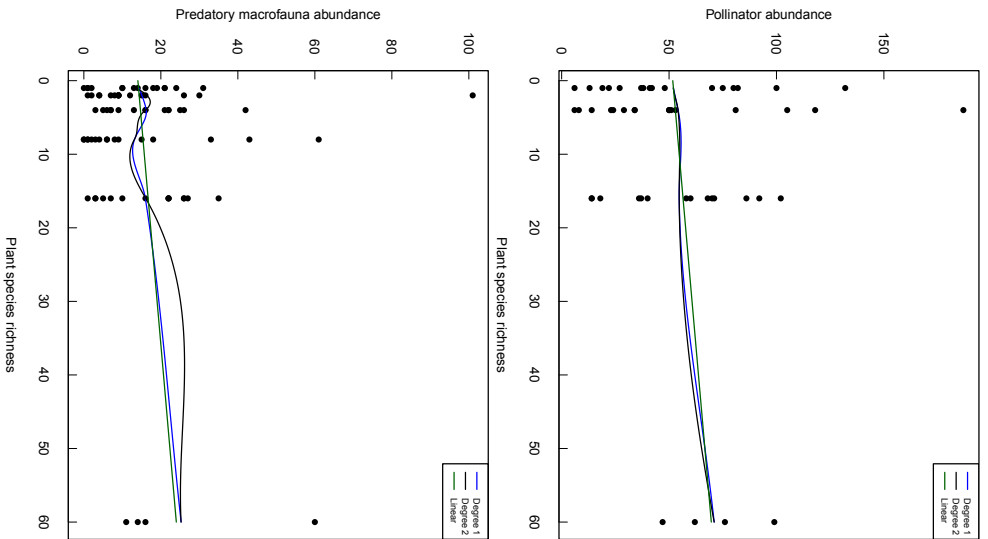 Predatory macrofauna abundance
0
20
40
60
80
100
0
10
20
30
40
50
60
Plant species richness
Degree 1
Degree 2
Linear
Pollinator abundance
0
50
100
150
0
10
20
30
40
50
60
Plant species richness
Degree 1
Degree 2
Linear